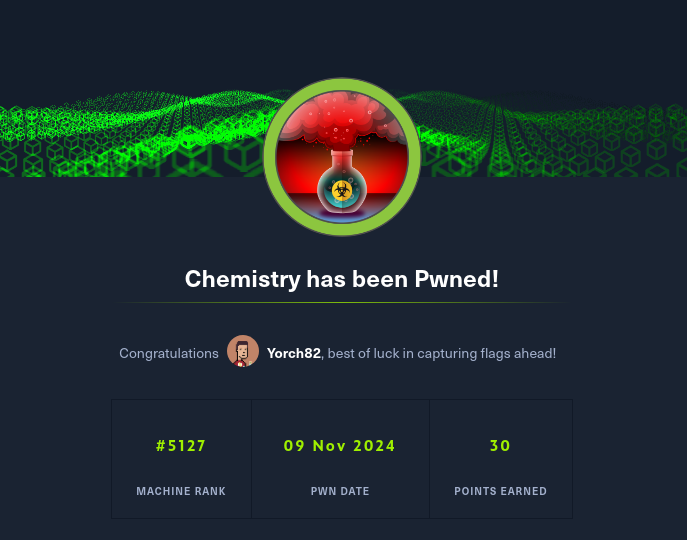 Chemistry has been Pwned!
Congratulations Yorch82, best of luck in capturing flags ahead!
#5127 09 Nov 2024 30
MACHINE RANK PWN DATE POINTS EARNED